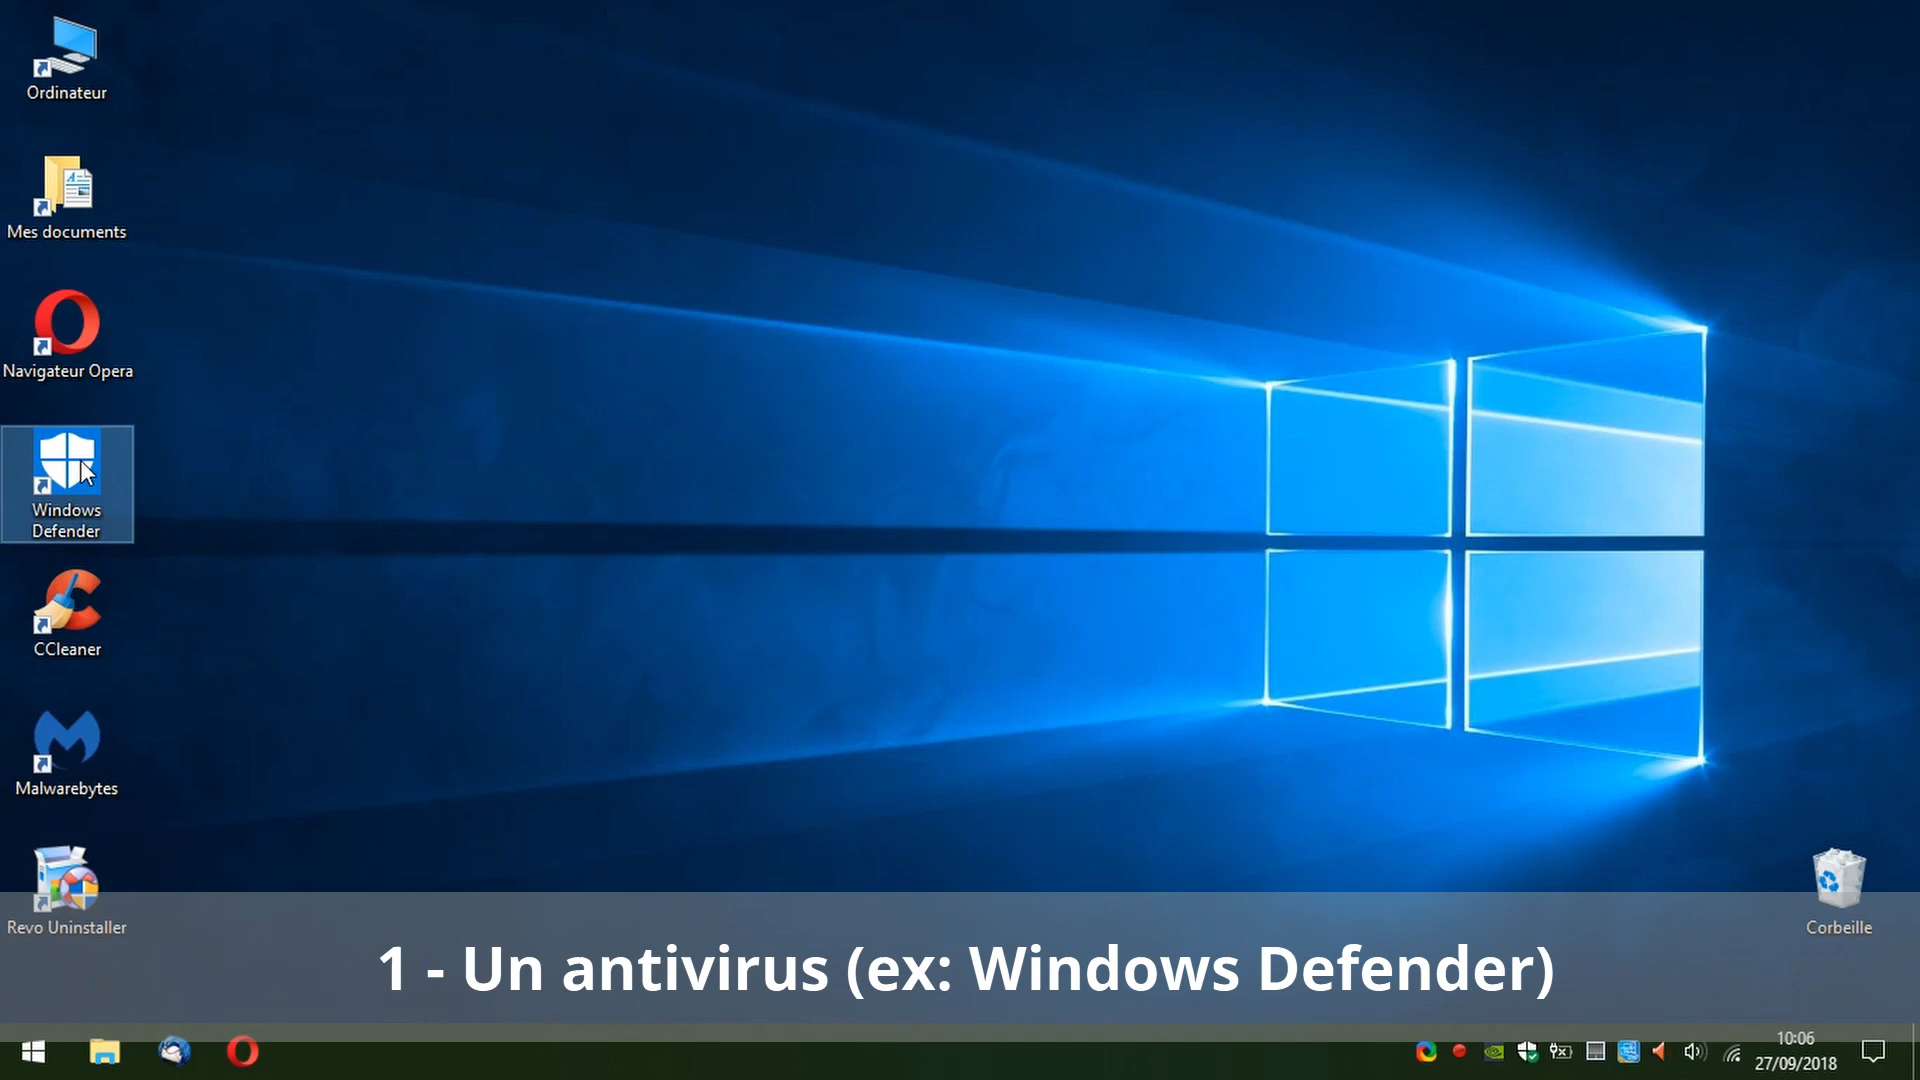 Ordinateur
Mes documents
Navigateur Opera
Windows
Defender
CCleaner
Malwarebytes
Revo Uninstaller
Corbeille
1 - Un antivirus (ex: Windows Defender)
10:06
27/09/2018